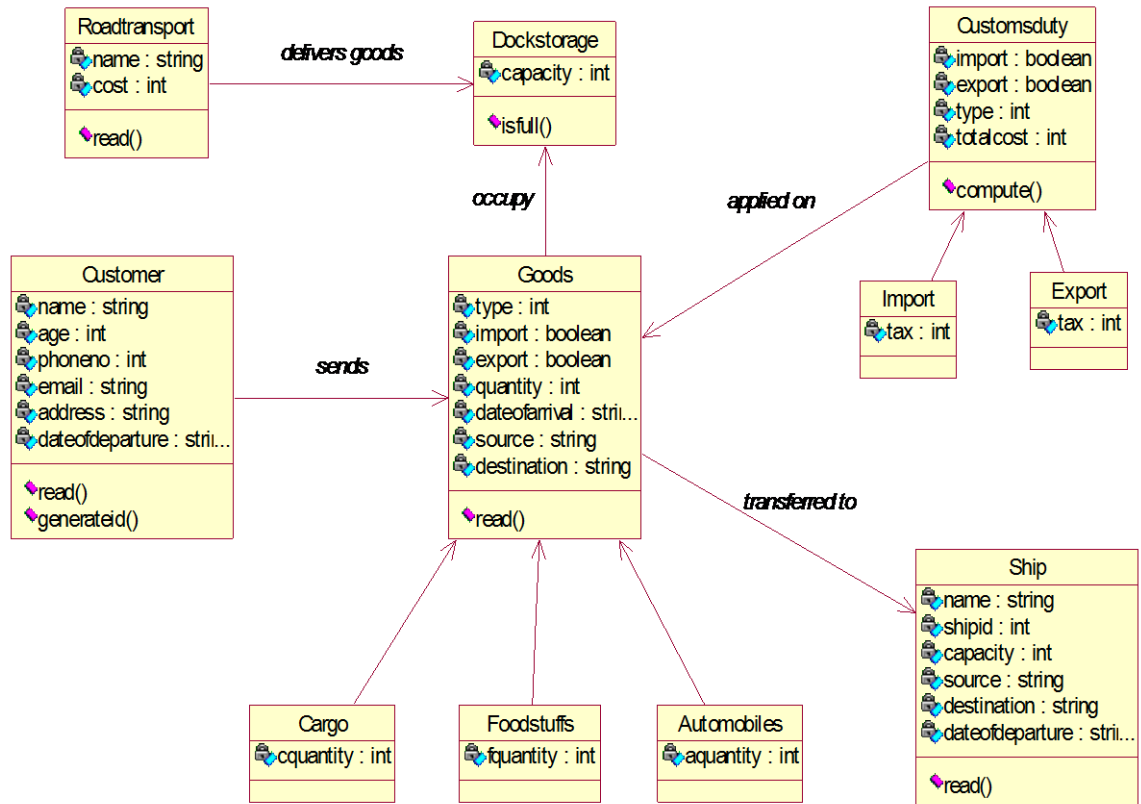 Roadtransport
name : string
cost : int
read()
delivers goods
Dockstorage
capacity : int
isfull()
Customsduty
import : boolean
export : boolean
type : int
totalcost : int
compute()
occupy
applied on
Customer
name : string
age : int
phoneno : int
email : string
address : string
dateofdeparture : strii...
read()
generateid()
sends
Goods
type : int
import : boolean
export : boolean
quantity : int
dateofarrival : strii...
source : string
destination : string
read()
Import
tax : int
Export
tax : int
transferred to
Ship
name : string
shipid : int
capacity : int
source : string
destination : string
dateofdeparture : strii...
read()
Cargo
cquantity : int
Foodstuffs
fquantity : int
Automobiles
aquantity : int